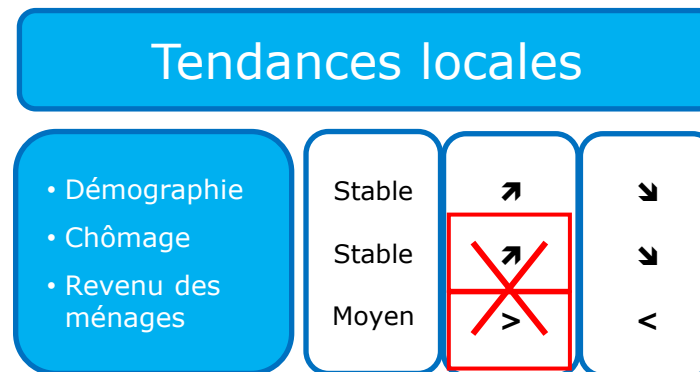 Tendances locales
• Démographie Stable ➚ ➘
• Chômage Stable ➚ ➘
• Revenu des
ménages Moyen > <